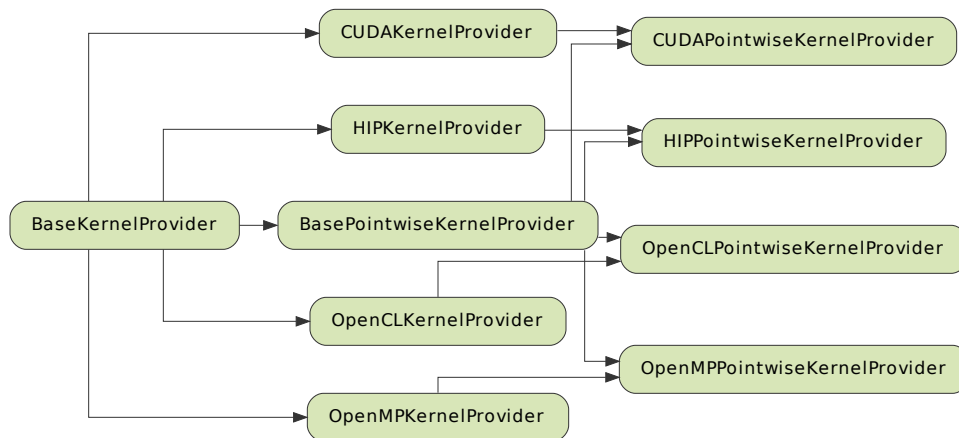 CUDAKernelProvider
CUDAPointwiseKernelProvider
HIPKernelProvider
HIPPointwiseKernelProvider
BaseKernelProvider
BasePointwiseKernelProvider
OpenCLPointwiseKernelProvider
OpenCLKernelProvider
OpenMPPointwiseKernelProvider
OpenMPKernelProvider